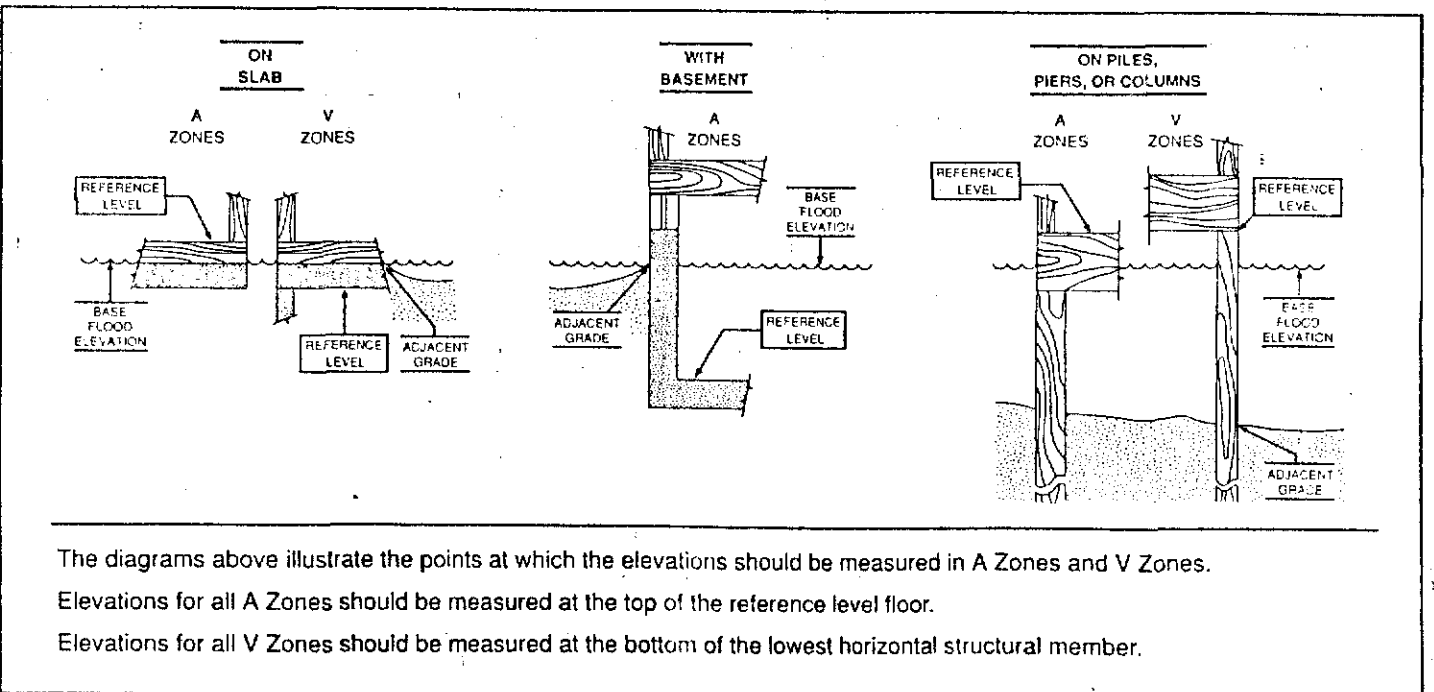 ON
SLAB
A
ZONES
V
ZONES
REFERENCE
LEVEL
BASE
FLOOD
ELEVATION
REFERENCE
LEVEL
ADJACENT
GRADE
WITH
BASEMENT
A
ZONES
BASE
FLOOD
ELEVATION
ADJACENT
GRADE
REFERENCE
LEVEL
ON PILES,
PIERS, OR COLUMNS
A
ZONES
V
ZONES
REFERENCE
LEVEL
REFERENCE
LEVEL
BASE
FLOOD
ELEVATION
ADJACENT
GRADE
The diagrams above illustrate the points at which the elevations should be measured in A Zones and V Zones.
Elevations for all A Zones should be measured at the top of the reference level floor.
Elevations for all V Zones should be measured at the bottom of the lowest horizontal structural member.